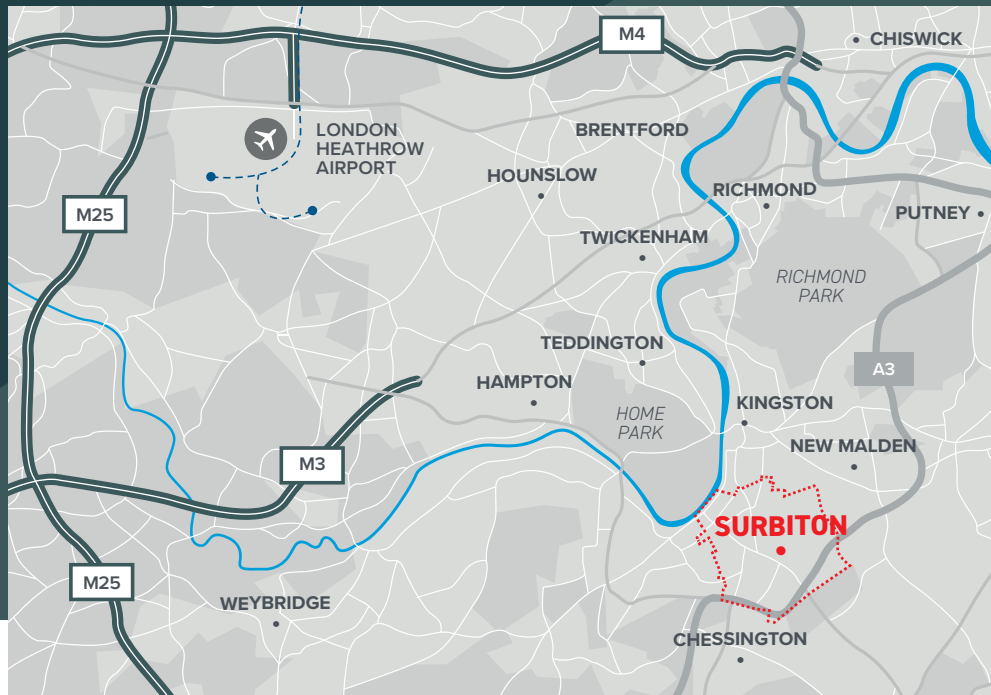 M4
CHISWICK
LONDON
HEATHROW
AIRPORT
BRENTFORD
HOUNSLOW
RICHMOND
M25
PUTNEY
TWICKENHAM
RICHMOND
PARK
TEDDINGTON
A3
HAMPTON
HOME
PARK
KINGSTON
NEW MALDEN
M3
SURBITON
M25
WEYBRIDGE
CHESSINGTON